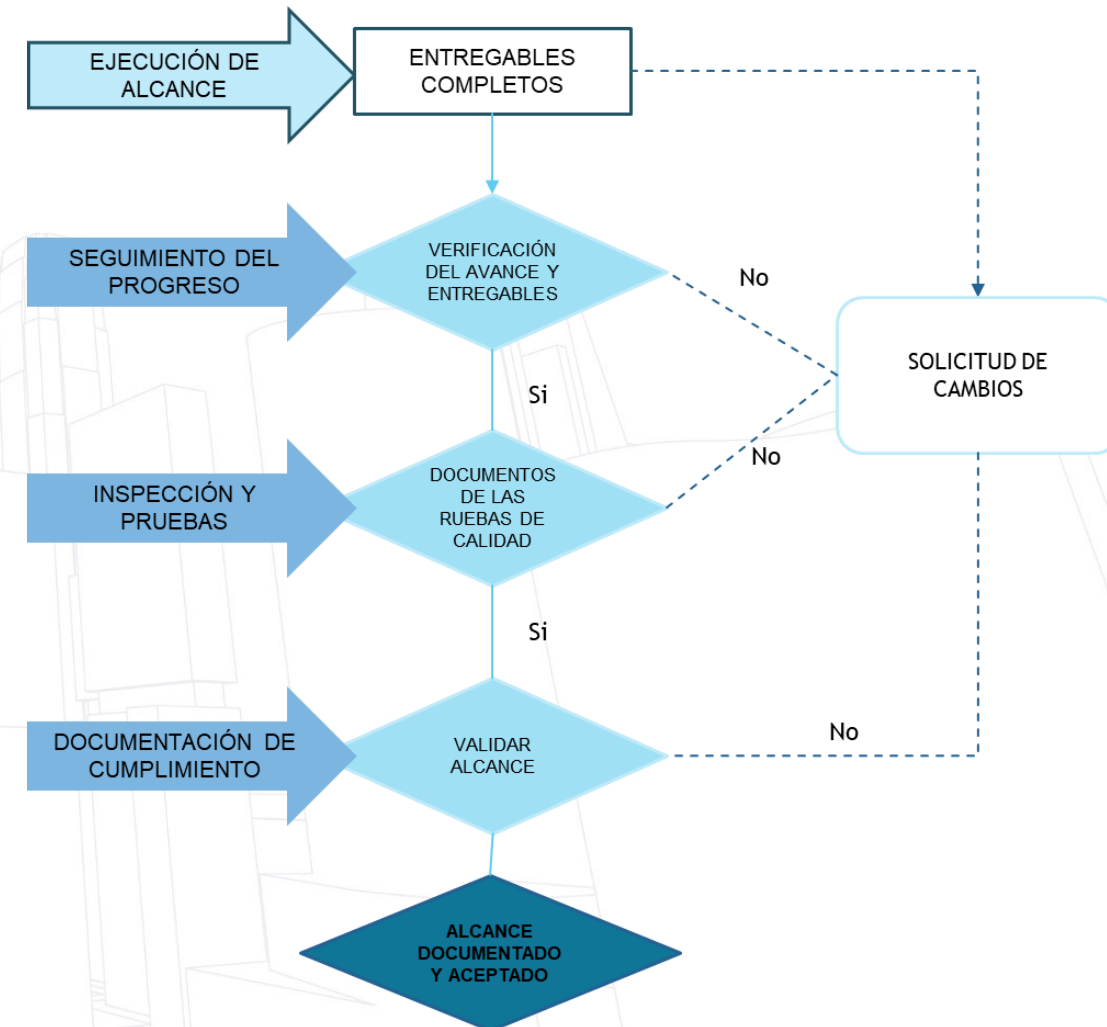 EJECUCIÓN DE
ALCANCE
ENTREGABLES
COMPLETOS
SEGUIMIENTO DEL
PROGRESO
VERIFICACIÓN
DEL AVANCE Y
ENTREGABLES
No
SOLICITUD DE
CAMBIOS
Si
INSPECCIÓN Y
PRUEBAS
DOCUMENTOS
DE LAS
RUEBAS DE
CALIDAD
No
Si
DOCUMENTACIÓN DE
CUMPLIMIENTO
VALIDAR
ALCANCE
No
ALCANCE
DOCUMENTADO
Y ACEPTADO